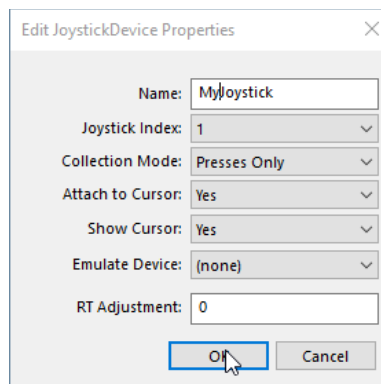 Edit JoystickDevice Properties
Name: MyJoystick
Joystick Index: 1
Collection Mode: Presses Only
Attach to Cursor: Yes
Show Cursor: Yes
Emulate Device: (none)
RT Adjustment: 0
OK Cancel